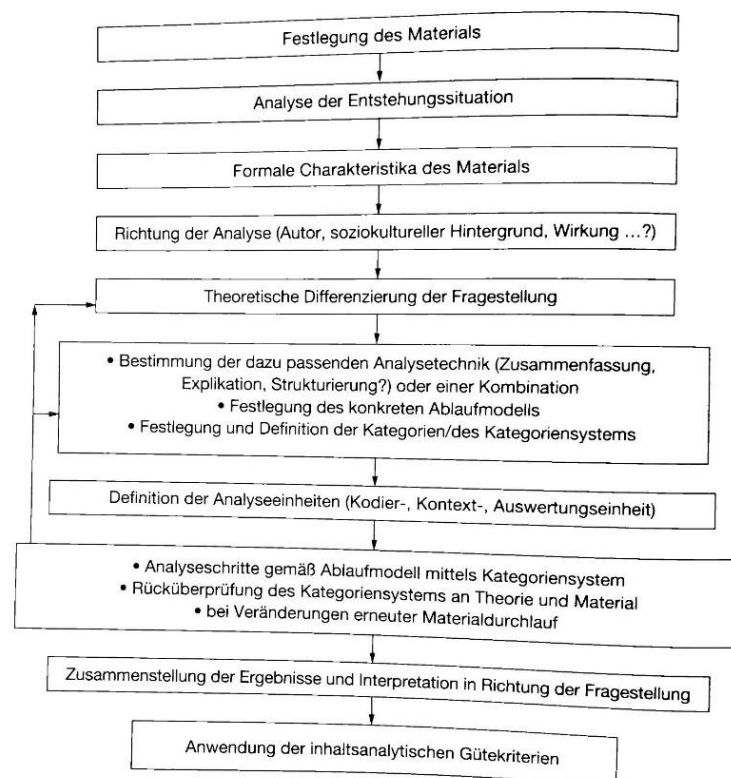 Festlegung des Materials
Analyse der Entstehungssituation
Formale Charakteristika des Materials
Richtung der Analyse (Autor, soziokultureller Hintergrund, Wirkung ...?)
Theoretische Differenzierung der Fragestellung
• Bestimmung der dazu passenden Analysetechnik (Zusammenfassung,
Explikation, Strukturierung?) oder einer Kombination
• Festlegung des konkreten Ablaufmodells
• Festlegung und Definition der Kategorien/des Kategoriensystems
Definition der Analyseeinheiten (Kodier-, Kontext-, Auswertungseinheit)
• Analyseschritte gemäß Ablaufmodell mittels Kategoriensystem
• Rücküberprüfung des Kategoriensystems an Theorie und Material
• bei Veränderungen erneuter Materialdurchlauf
Zusammenstellung der Ergebnisse und Interpretation in Richtung der Fragestellung
Anwendung der inhaltsanalytischen Gütekriterien